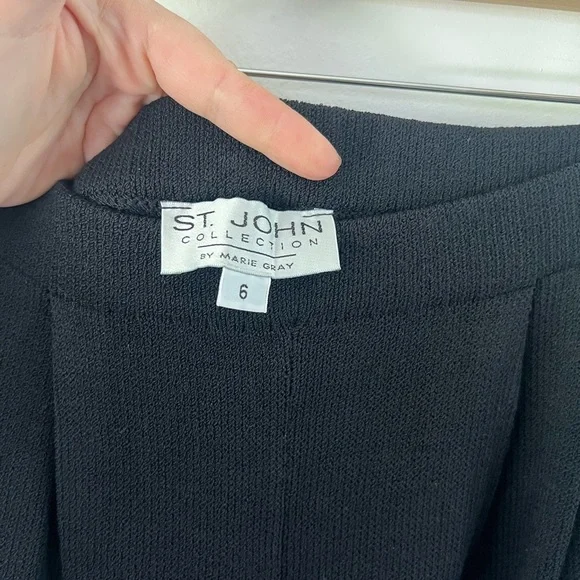 ST. JOHN
COLLECTION
BY MARIE GRAY
6